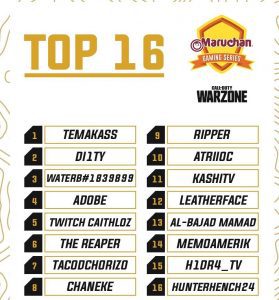 TOP 16
Maruchan
GAMING SERIES
CALL OF DUTY
WARZONE
1 TEMAKASS
2 DI1TY
3 WATERB#1839899
4 ADOBE
5 TWITCH CAITHLOZ
6 THE REAPER
7 TACODCHORIZO
8 CHANEKE
9 RIPPER
10 ATRIIOC
11 KASHITV
12 LEATHERFACE
13 AL-BAJAD MAMAD
14 MEMOAMERIK
15 H1DR4_TV
16 HUNTERHENCH24